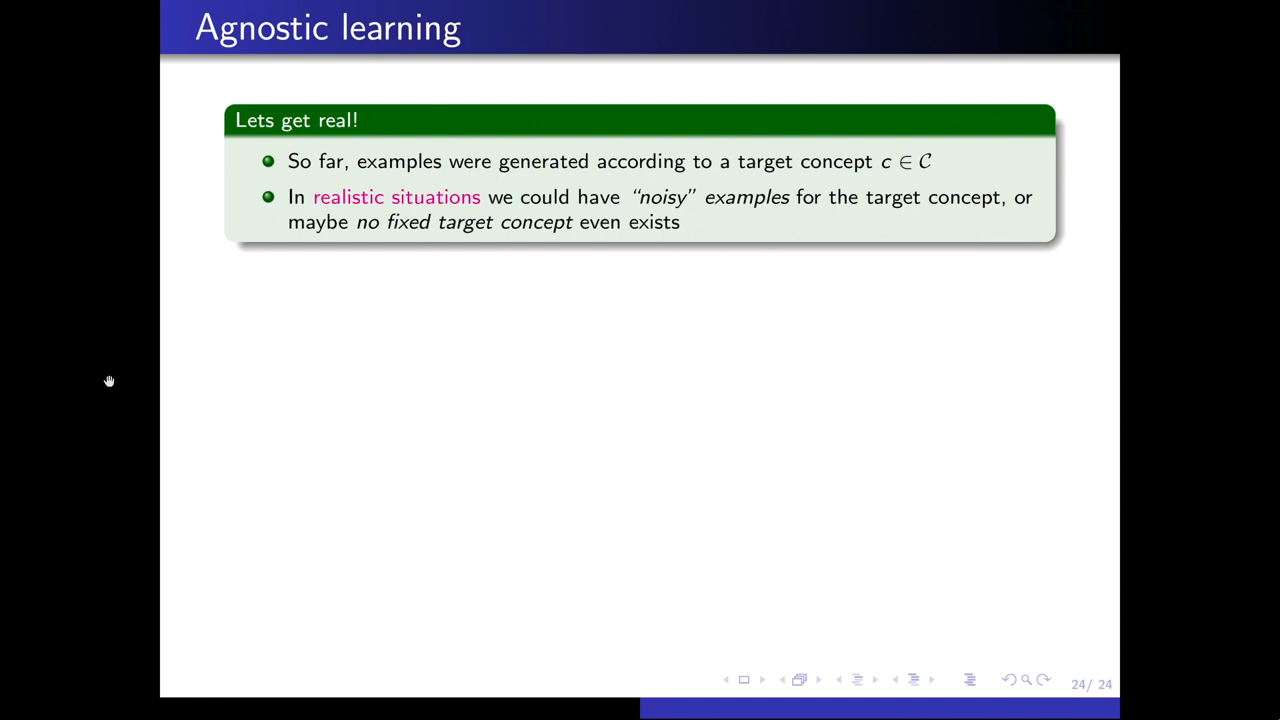 Agnostic learning
Lets get real!
So far, examples were generated according to a target concept c ∈ 𝒞
In realistic situations we could have “noisy” examples for the target concept, or
maybe no fixed target concept even exists
24/ 24